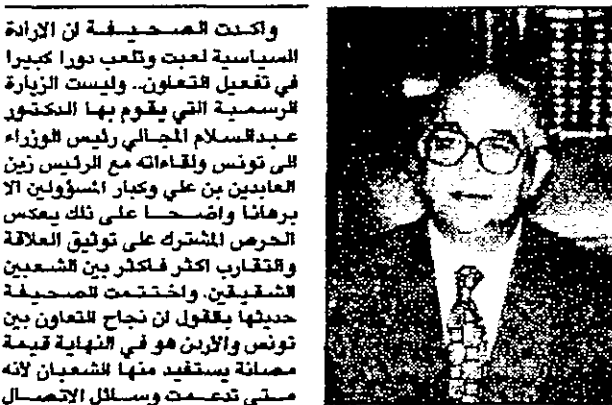 واكدت الصحيفة ان الارادة
السياسية لعبت وتلعب دورا كبيرا
في تفعيل التعاون.. وليست الزيارة
الرسمية التي يقوم بها الدكتور
عبدالسلام المجالي رئيس الوزراء
الى تونس ولقاءاته مع الرئيس زين
العابدين بن علي وكبار المسؤولين الا
برهانا واضحا على ذلك يعكس
الحرص المشترك على توثيق العلاقة
والتقارب اكثر فاكثر بين الشعبين
الشقيقين. واختتمت الصحيفة
حديثها بالقول ان نجاح التعاون بين
تونس والاردن هو في النهاية قيمة
مضافة يستفيد منها الشعبان لانه
متى تدعمت وسائل الاتصال